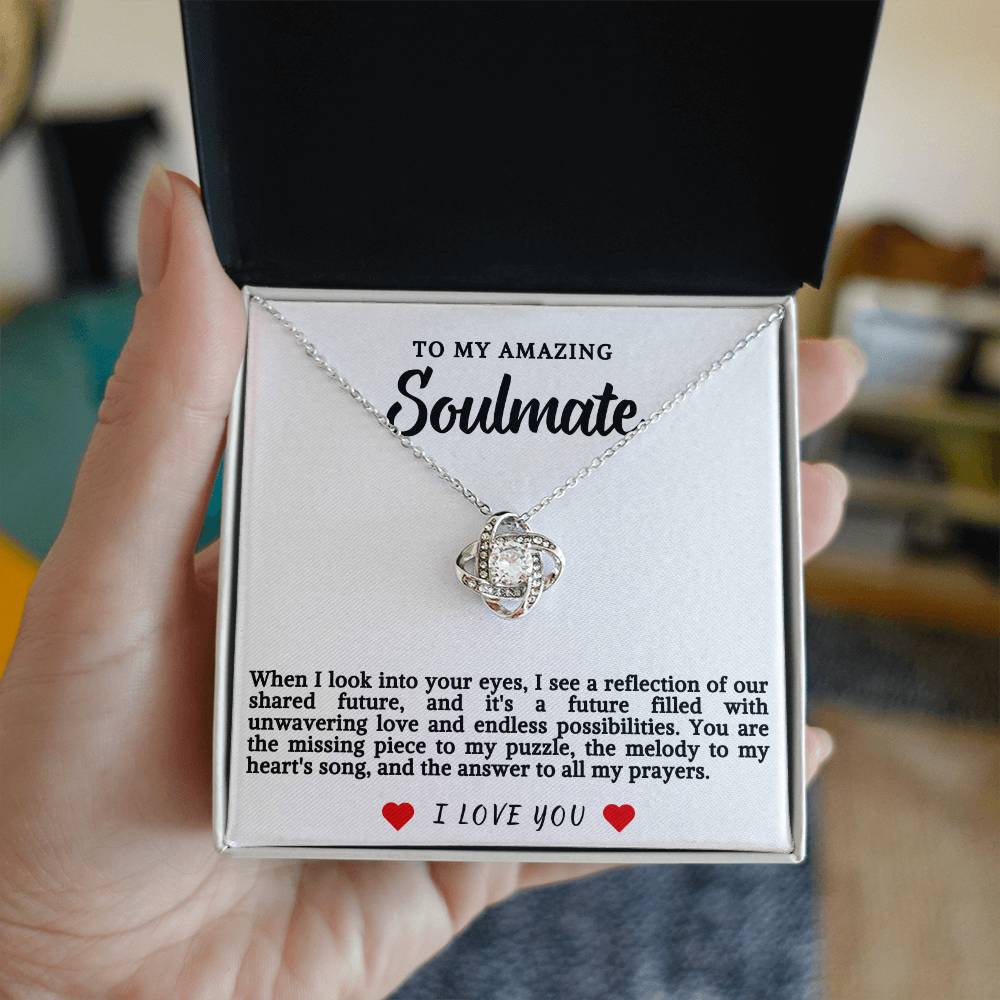 TO MY AMAZING
Soulmate
When I look into your eyes, I see a reflection of our
shared future, and it's a future filled with
unwavering love and endless possibilities. You are
the missing piece to my puzzle, the melody to my
heart's song, and the answer to all my prayers.
I LOVE YOU